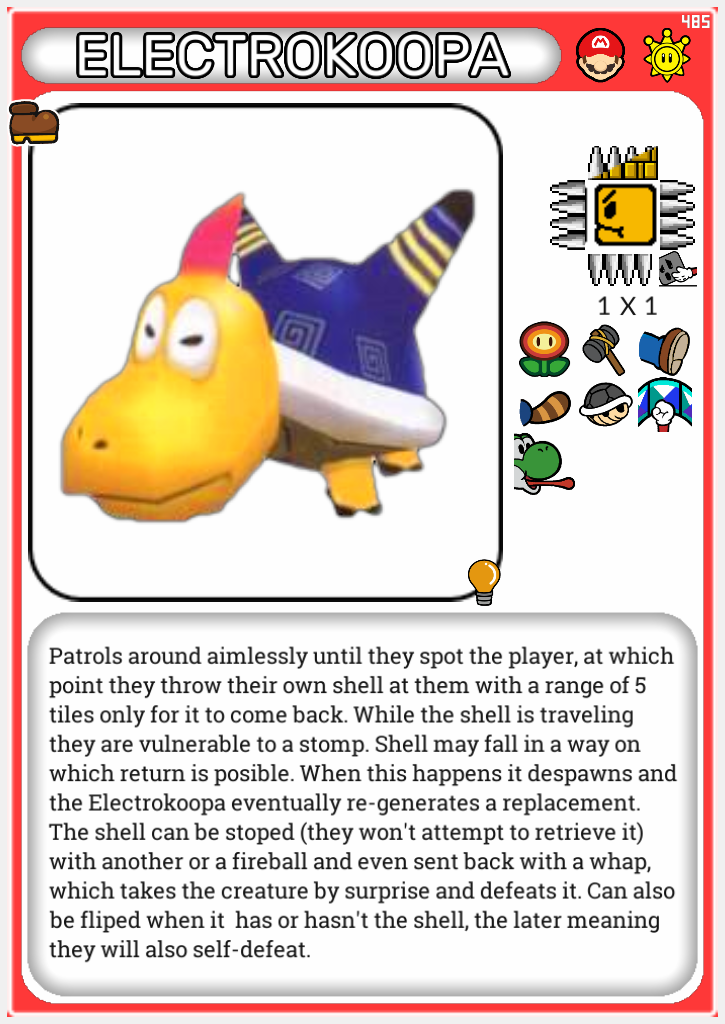 485
ELECTROKOOPA
M
1 X 1
Patrols around aimlessly until they spot the player, at which
point they throw their own shell at them with a range of 5
tiles only for it to come back. While the shell is traveling
they are vulnerable to a stomp. Shell may fall in a way on
which return is posible. When this happens it despawns and
the Electrokoopa eventually re-generates a replacement.
The shell can be stoped (they won't attempt to retrieve it)
with another or a fireball and even sent back with a whap,
which takes the creature by surprise and defeats it. Can also
be fliped when it  has or hasn't the shell, the later meaning
they will also self-defeat.